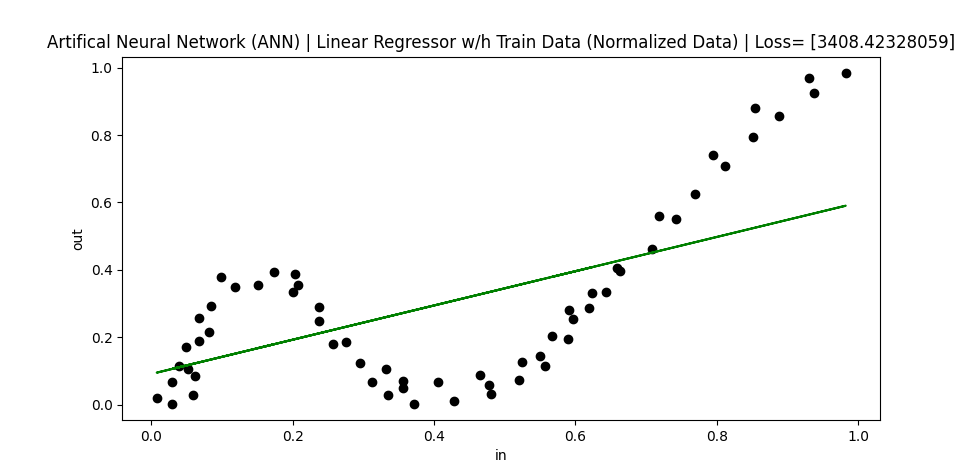 Artifical Neural Network (ANN) | Linear Regressor w/h Train Data (Normalized Data) | Loss= [3408.42328059]
1.0
0.8
0.6
out
0.4
0.2
0.0
0.0 0.2 0.4 0.6 0.8 1.0
in